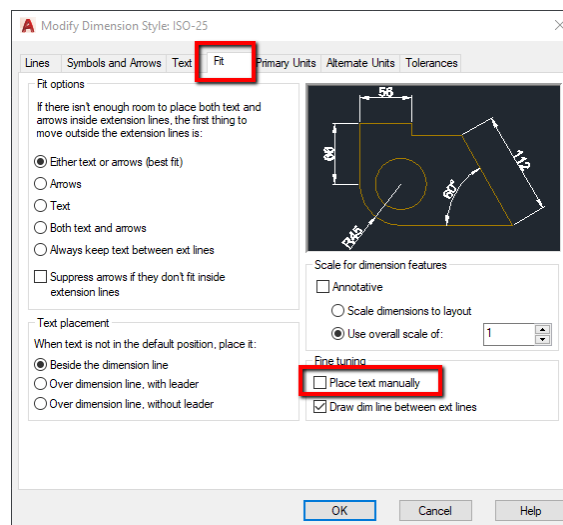 Modify Dimension Style: ISO-25
Lines Symbols and Arrows Text Fit Primary Units Alternate Units Tolerances
Fit options
If there isn't enough room to place both text and
arrows inside extension lines, the first thing to
move outside the extension lines is:
Either text or arrows (best fit)
Arrows
Text
Both text and arrows
Always keep text between ext lines
Suppress arrows if they don't fit inside
extension lines
Text placement
When text is not in the default position, place it:
Beside the dimension line
Over dimension line, with leader
Over dimension line, without leader
56
60
112
60°
R45
Scale for dimension features
Annotative
Scale dimensions to layout
Use overall scale of: 1
Fine tuning
Place text manually
Draw dim line between ext lines
OK Cancel Help